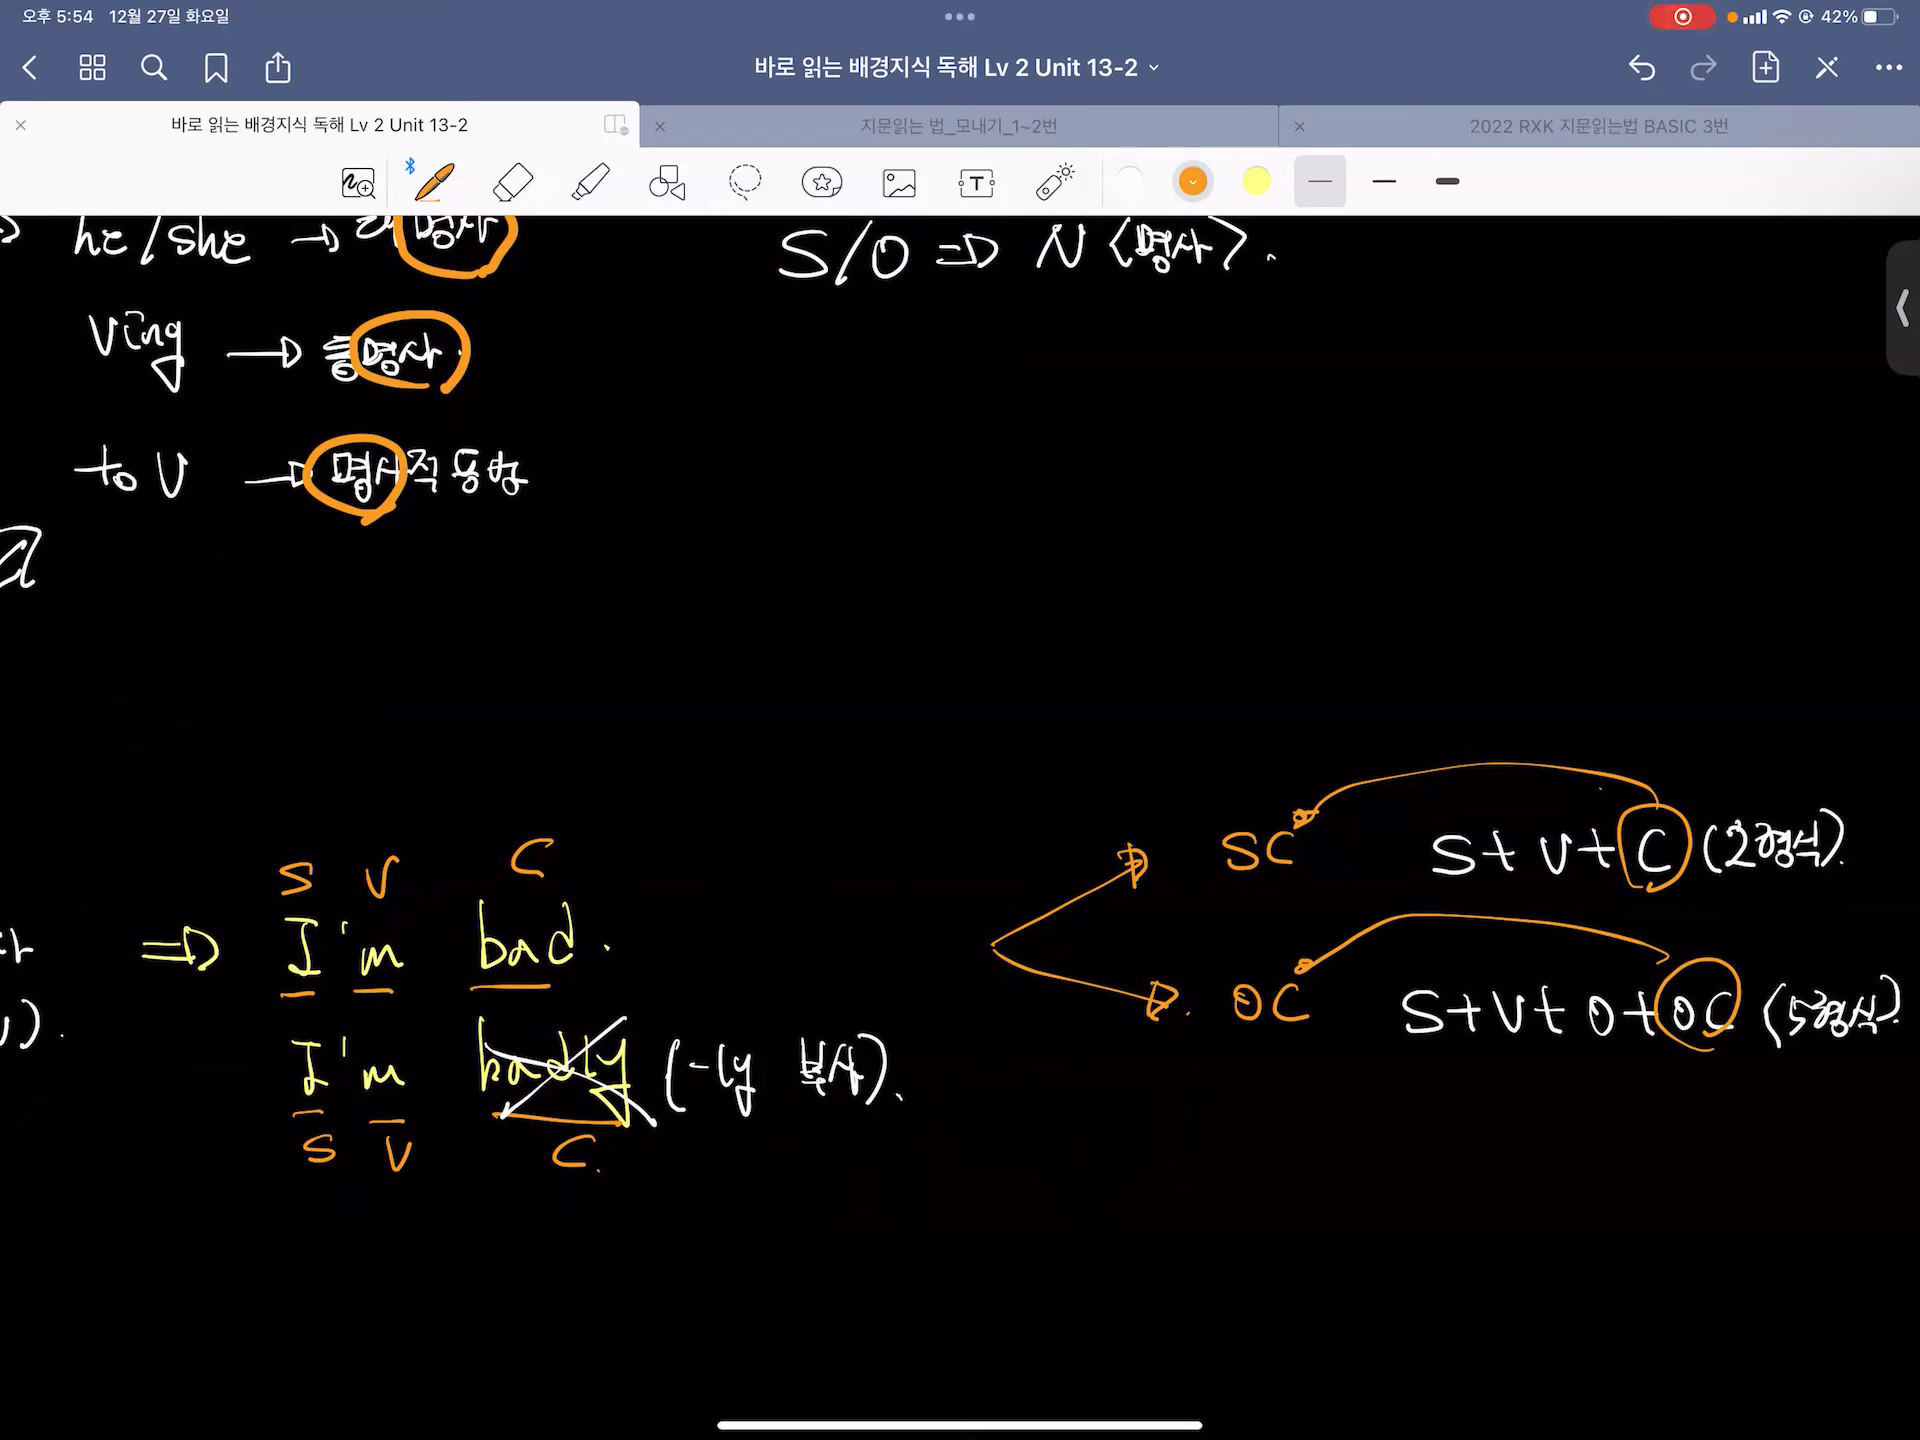 오후 5:54 12월 27일 화요일
42%
바로 읽는 배경지식 독해 Lv 2 Unit 13-2
바로 읽는 배경지식 독해 Lv 2 Unit 13-2
지문읽는 법_모내기_1~2번
2022 RXK 지문읽는법 BASIC 3번
he/she → 대명사
S/O ⇒ N <명사>.
Ving → 동명사.
to V → 명사적 용법
SC S+V+C (2형식).
S V C
⇒ I'm bad.
OC S+V+O+OC (5형식).
I'm badly (-ly 부사).
S V C.